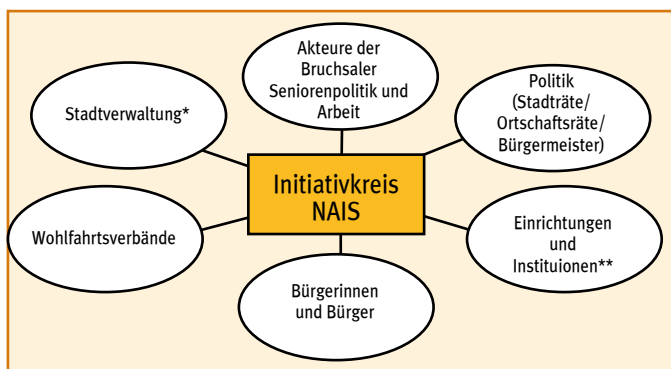 Akteure der
Bruchsaler
Seniorenpolitik und
Arbeit
Stadtverwaltung*
Politik
(Stadträte/
Ortschaftsräte/
Bürgermeister)
Initiativkreis
NAIS
Wohlfahrtsverbände
Einrichtungen
und
Instituionen**
Bürgerinnen
und Bürger